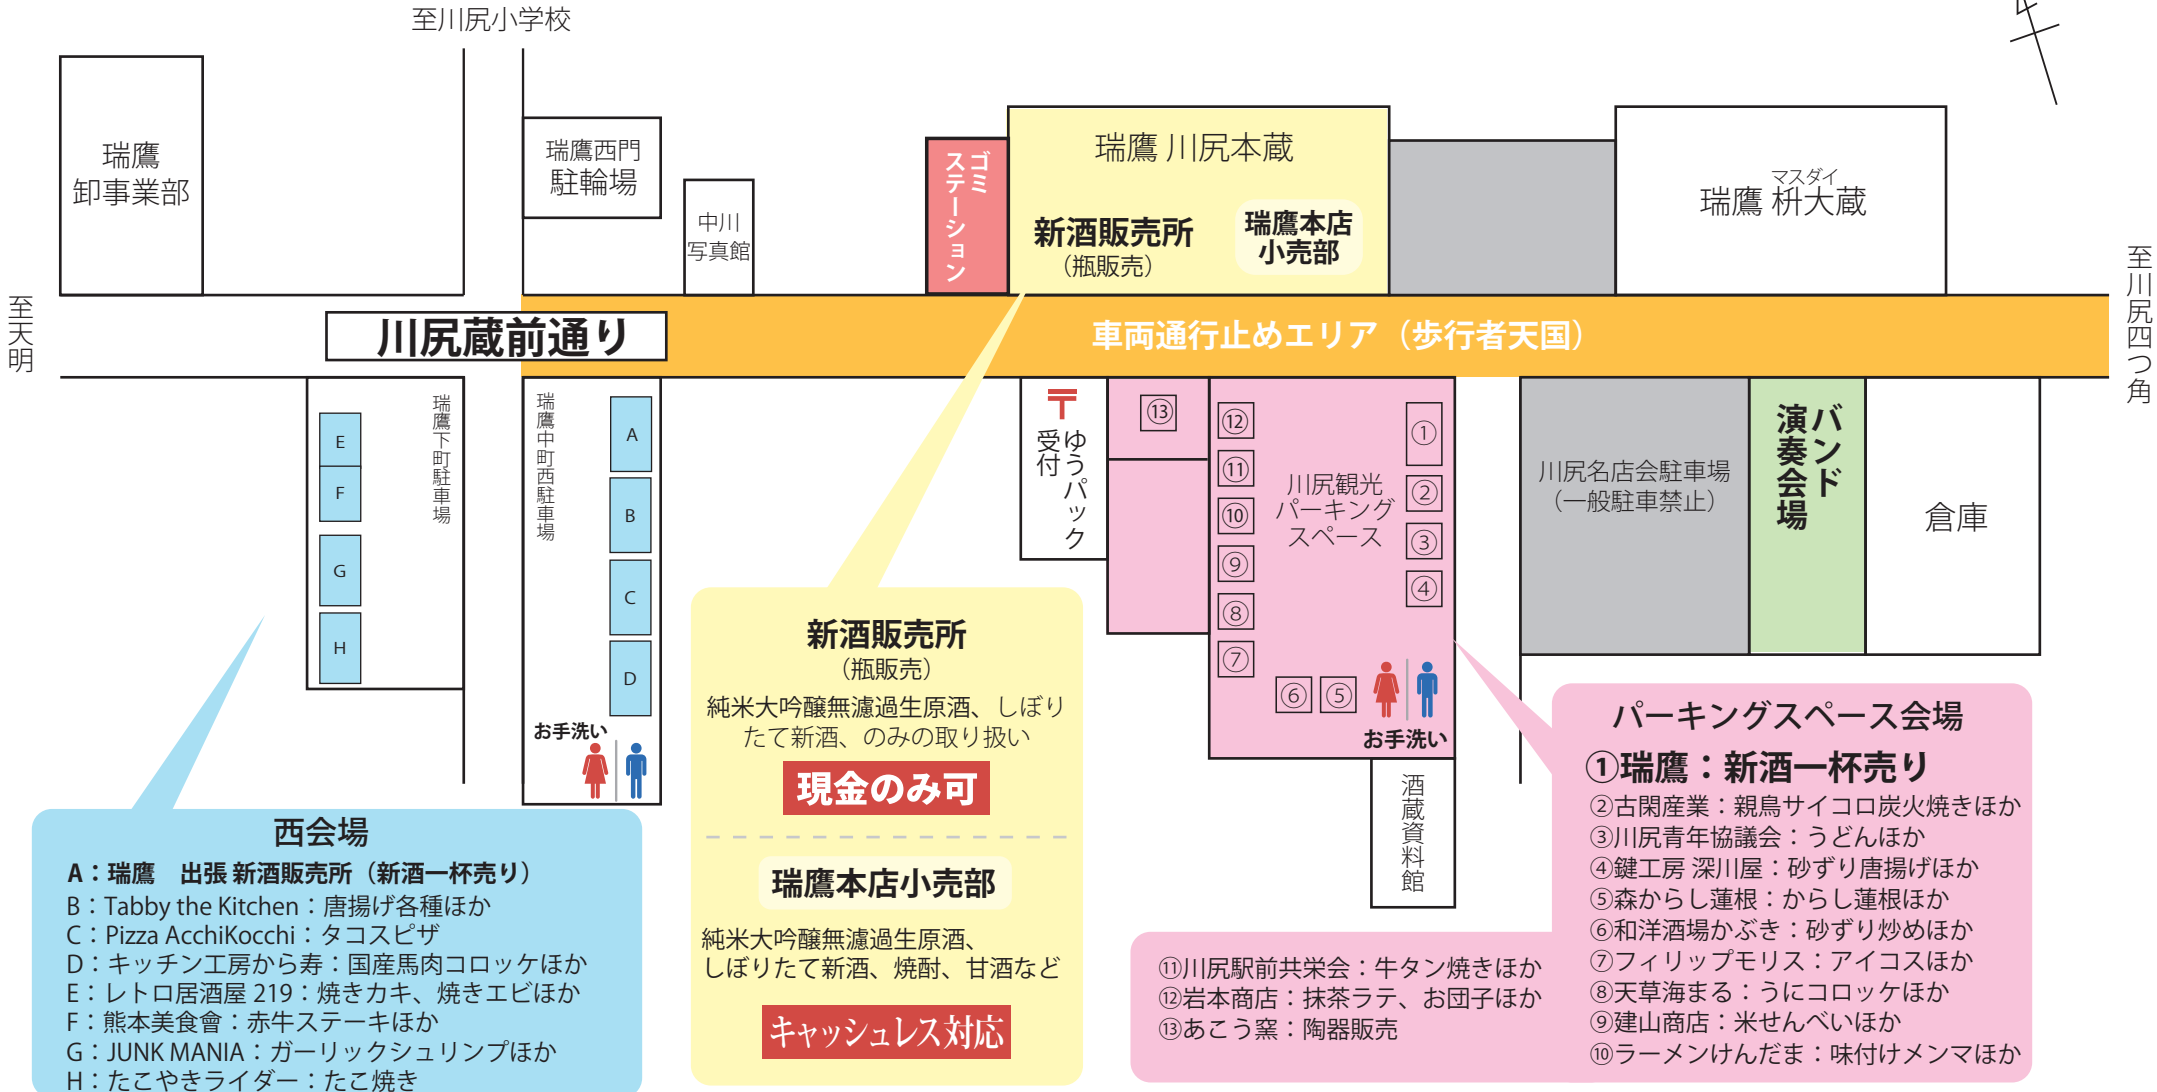 至川尻小学校
瑞鷹
卸事業部
瑞鷹西門
駐輪場
中川
写真館
ゴミ
ステーション
瑞鷹 川尻本蔵
新酒販売所
（瓶販売）
瑞鷹本店
小売部
マスダイ
瑞鷹 枡大蔵
至天明
川尻蔵前通り
車両通行止めエリア（歩行者天国）
至川尻四つ角
E
F
G
H
瑞鷹下町駐車場
瑞鷹中町西駐車場
A
B
C
D
お手洗い
〒
ゆうパック
受付
⑬
⑫
⑪
⑩
⑨
⑧
⑦
⑥
⑤
①
②
③
④
川尻観光
パーキング
スペース
お手洗い
酒蔵資料館
川尻名店会駐車場
（一般駐車禁止）
バンド
演奏会場
倉庫
西会場
A：瑞鷹　出張 新酒販売所（新酒一杯売り）
B：Tabby the Kitchen：唐揚げ各種ほか
C：Pizza AcchiKocchi：タコスピザ
D：キッチン工房から寿：国産馬肉コロッケほか
E：レトロ居酒屋 219：焼きカキ、焼きエビほか
F：熊本美食會：赤牛ステーキほか
G：JUNK MANIA：ガーリックシュリンプほか
H：たこやきライダー：たこ焼き
新酒販売所
（瓶販売）
純米大吟醸無濾過生原酒、しぼり
たて新酒、のみの取り扱い
現金のみ可
瑞鷹本店小売部
純米大吟醸無濾過生原酒、
しぼりたて新酒、焼酎、甘酒など
キャッシュレス対応
パーキングスペース会場
①瑞鷹：新酒一杯売り
②古閑産業：親鳥サイコロ炭火焼きほか
③川尻青年協議会：うどんほか
④鍵工房 深川屋：砂ずり唐揚げほか
⑤森からし蓮根：からし蓮根ほか
⑥和洋酒場かぶき：砂ずり炒めほか
⑦フィリップモリス：アイコスほか
⑧天草海まる：うにコロッケほか
⑨建山商店：米せんべいほか
⑩ラーメンけんだま：味付けメンマほか
⑪川尻駅前共栄会：牛タン焼きほか
⑫岩本商店：抹茶ラテ、お団子ほか
⑬あこう窯：陶器販売